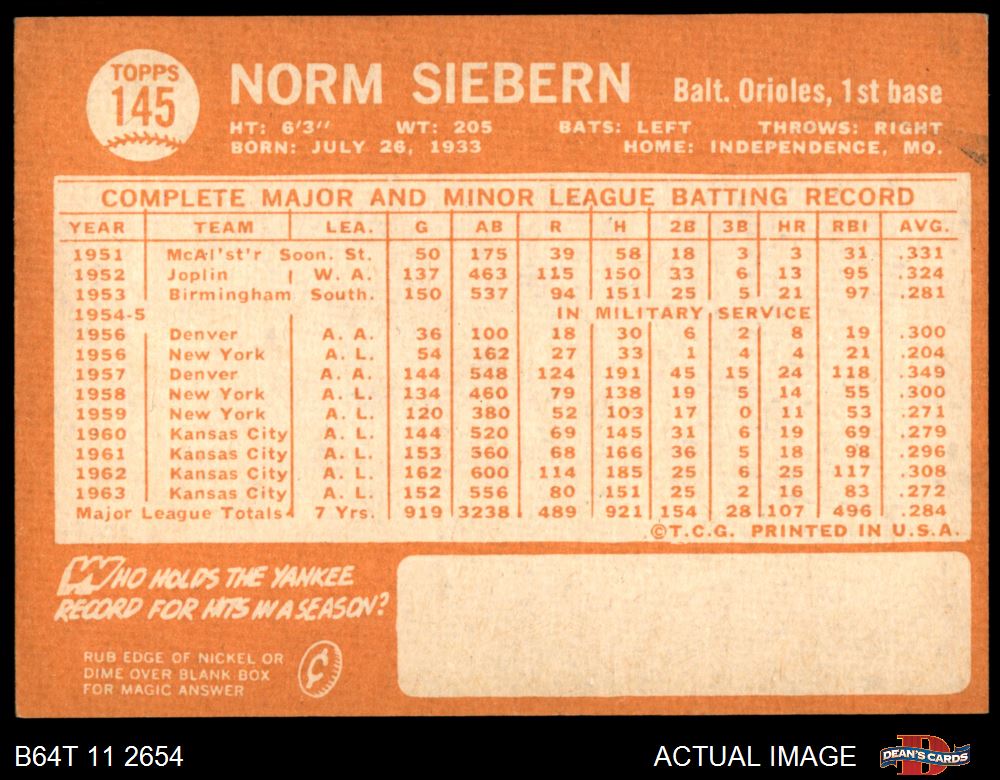 TOPPS
145
NORM SIEBERN Balt. Orioles, 1st base
HT: 6'3" WT: 205 BATS: LEFT THROWS: RIGHT
BORN: JULY 26, 1933 HOME: INDEPENDENCE, MO.
COMPLETE MAJOR AND MINOR LEAGUE BATTING RECORD
YEAR TEAM LEA. G AB R H 2B 3B HR RBI AVG.
1951 McAl'st'r Soon. St. 50 175 39 58 18 3 3 31 .331
1952 Joplin W. A. 137 463 115 150 33 6 13 95 .324
1953 Birmingham South. 150 537 94 151 25 5 21 97 .281
1954-5 IN MILITARY SERVICE
1956 Denver A. A. 36 100 18 30 6 2 8 19 .300
1956 New York A. L. 54 162 27 33 1 4 4 21 .204
1957 Denver A. A. 144 548 124 191 45 15 24 118 .349
1958 New York A. L. 134 460 79 138 19 5 14 55 .300
1959 New York A. L. 120 380 52 103 17 0 11 53 .271
1960 Kansas City A. L. 144 520 69 145 31 6 19 69 .279
1961 Kansas City A. L. 153 560 68 166 36 5 18 98 .296
1962 Kansas City A. L. 162 600 114 185 25 6 25 117 .308
1963 Kansas City A. L. 152 556 80 151 25 2 16 83 .272
Major League Totals 7 Yrs. 919 3238 489 921 154 28 107 496 .284
©T.C.G. PRINTED IN U.S.A.
WHO HOLDS THE YANKEE
RECORD FOR HITS IN A SEASON?
RUB EDGE OF NICKEL OR
DIME OVER BLANK BOX
FOR MAGIC ANSWER
¢
B64T 11 2654 ACTUAL IMAGE DEAN'S CARDS